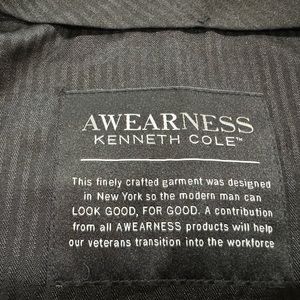 AWEARNESS
KENNETH COLE™
This finely crafted garment was designed
in New York so the modern man can
LOOK GOOD, FOR GOOD. A contribution
from all AWEARNESS products will help
our veterans transition into the workforce